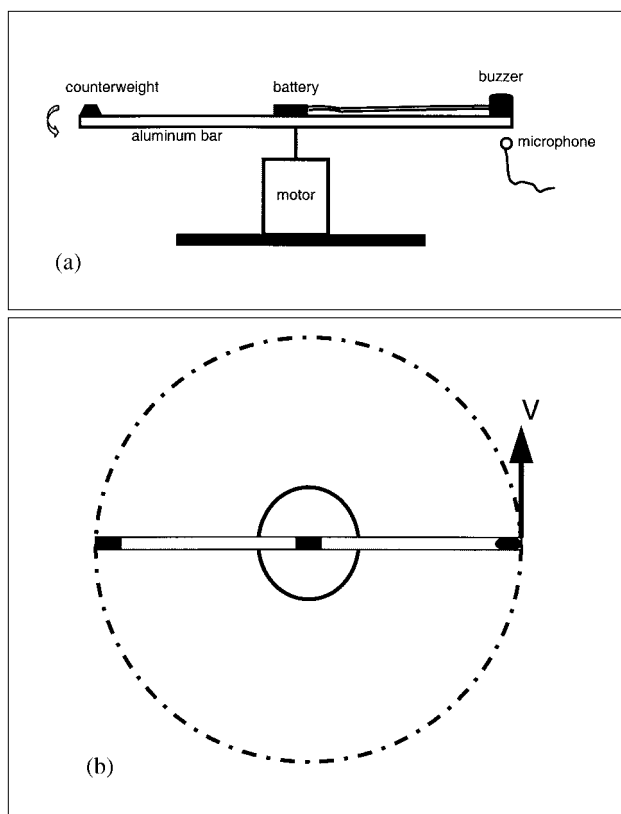 buzzer
counterweight
battery
aluminum bar
microphone
motor
(a)
V
(b)